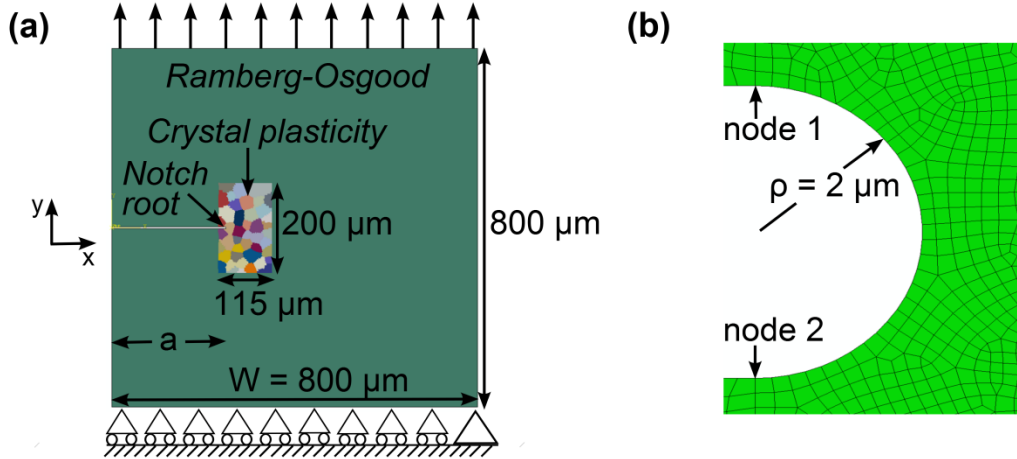 (a)
Ramberg-Osgood
Crystal plasticity
Notch
root
y
x
200 μm
800 μm
115 μm
a
W = 800 μm
(b)
node 1
ρ = 2 μm
node 2